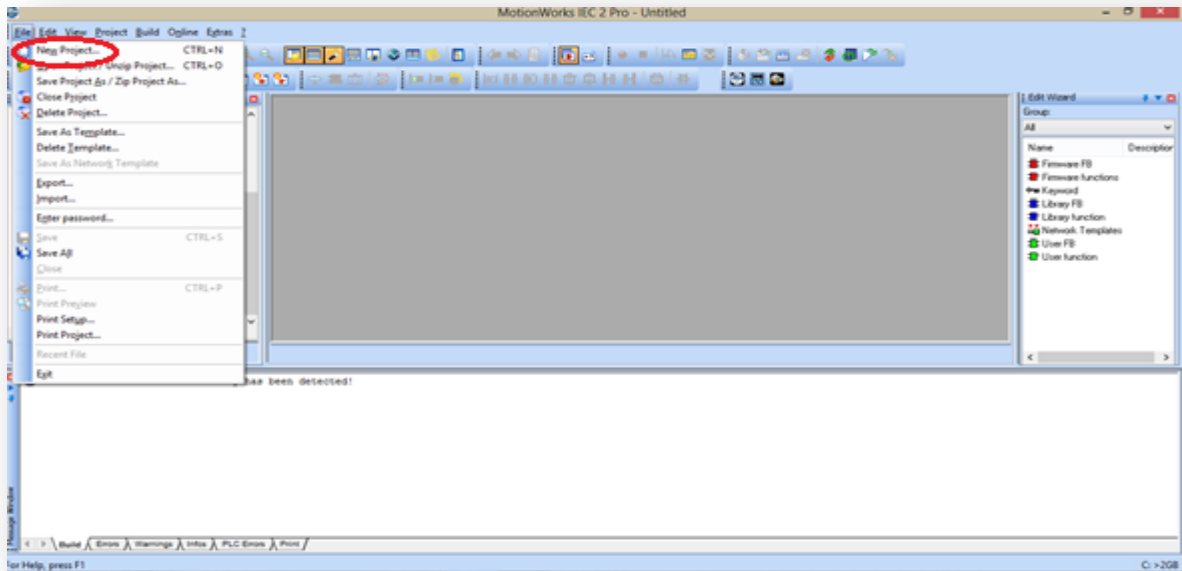 MotionWorks IEC 2 Pro - Untitled
File Edit View Project Build Online Extras ?
New Project... CTRL+N
Project / Unzip Project... CTRL+O
Save Project As / Zip Project As...
Close Project
Delete Project...
Save As Template...
Delete Template...
Save As Network Template
Export...
Import...
Enter password...
Save CTRL+S
Save All
Close
Print... CTRL+P
Print Preview
Print Setup...
Print Project...
Recent File
Exit
Edit Wizard
Group:
All
Name Description
Firmware FB
Firmware functions
Keyword
Library FB
Library function
Network Templates
User FB
User function
has been detected!
Message Window
Build Errors Warnings Infos PLC Errors Print
For Help, press F1
C: >2GB